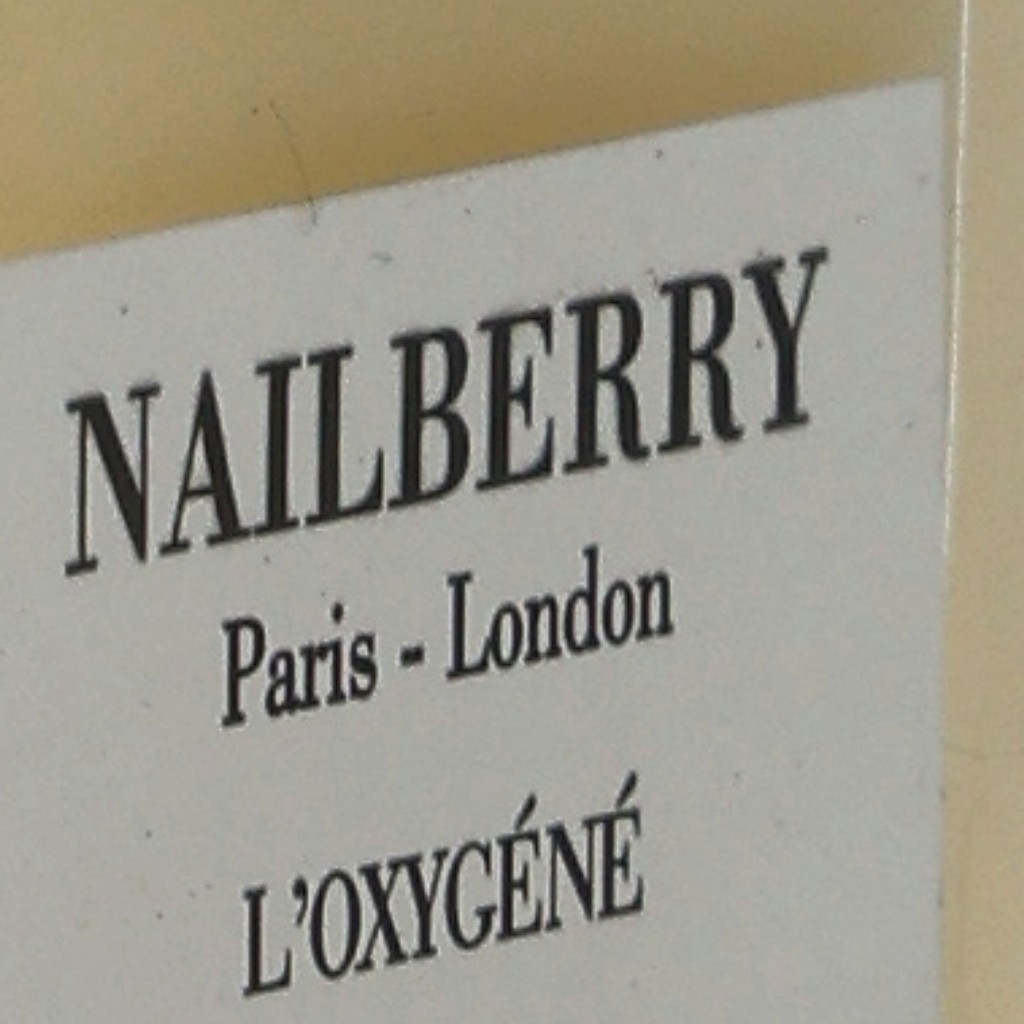 NAILBERRY
Paris - London
L'OXYGÉNÉ